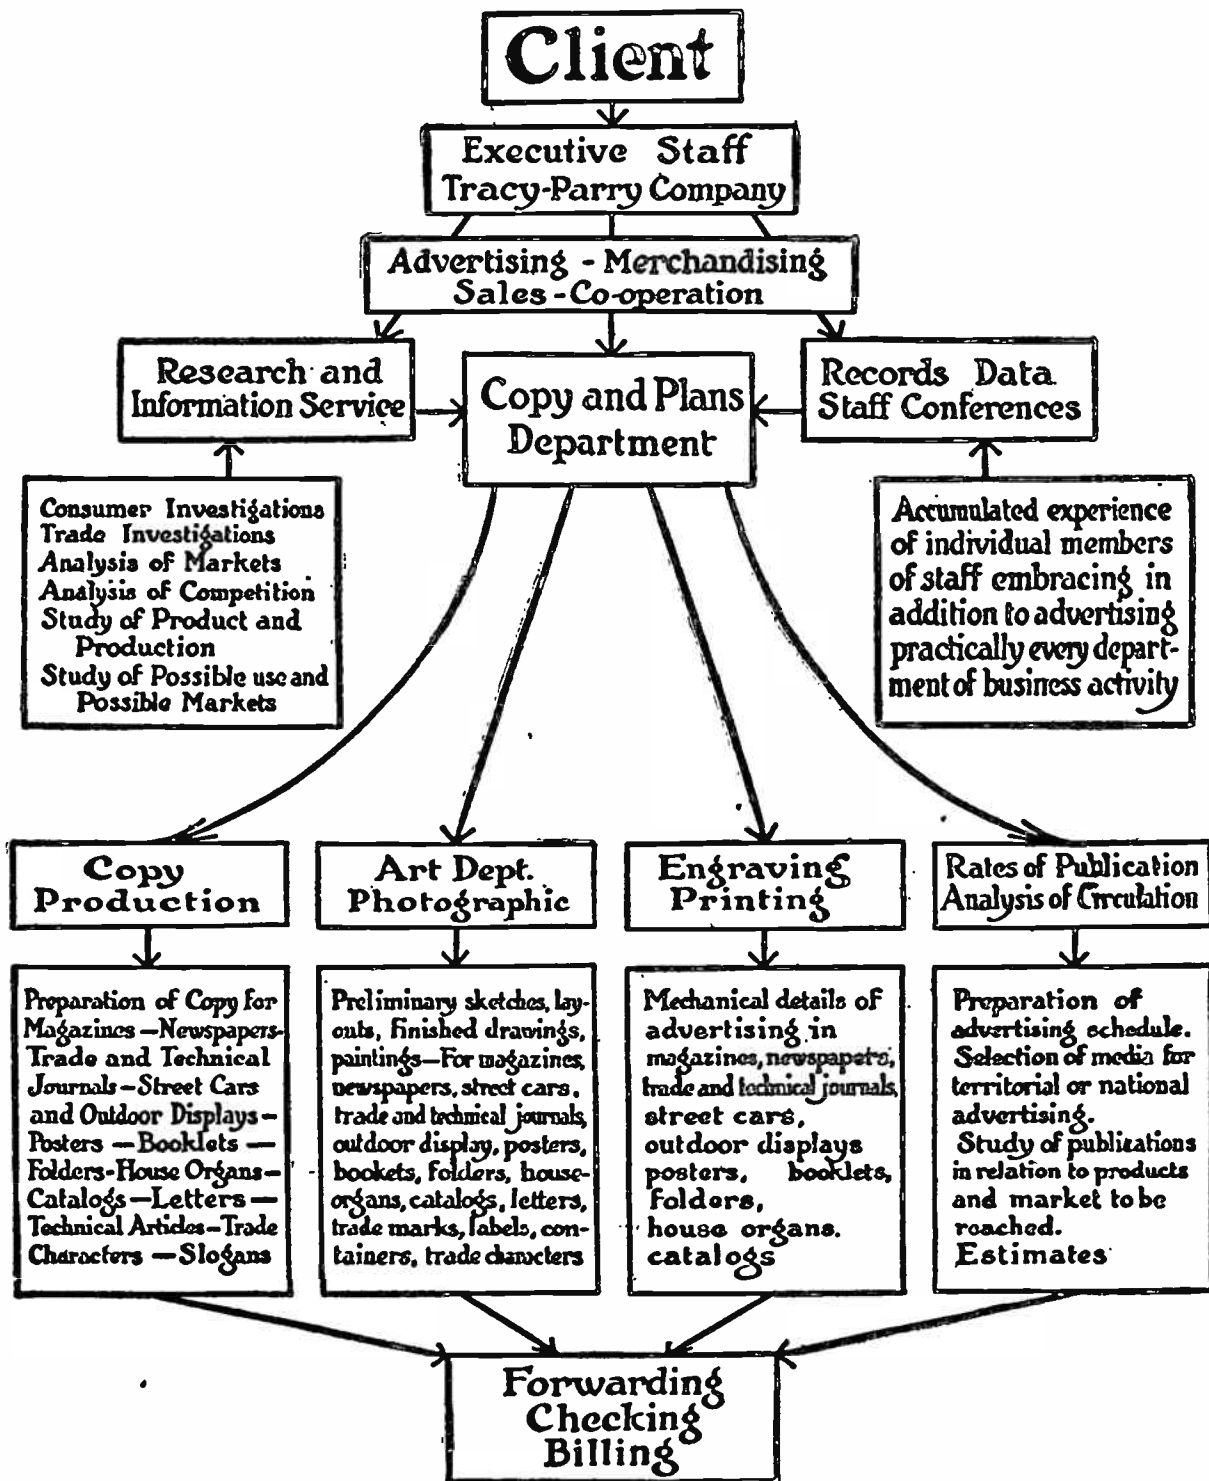 Client
Executive Staff
Tracy-Parry Company
Advertising - Merchandising
Sales - Co-operation
Research and
Information Service
Copy and Plans
Department
Records Data
Staff Conferences
Consumer Investigations
Trade Investigations
Analysis of Markets
Analysis of Competition
Study of Product and
Production
Study of Possible use and
Possible Markets
Accumulated experience
of individual members
of staff embracing in
addition to advertising
practically every depart-
ment of business activity
Copy
Production
Art Dept.
Photographic
Engraving
Printing
Rates of Publication
Analysis of Circulation
Preparation of Copy for
Magazines—Newspapers-
Trade and Technical
Journals—Street Cars
and Outdoor Displays—
Posters — Booklets —
Folders-House Organs—
Catalogs—Letters—
Technical Articles—Trade
Characters — Slogans
Preliminary sketches, lay-
outs, finished drawings,
paintings—For magazines,
newspapers, street cars,
trade and technical journals,
outdoor display, posters,
bookets, folders, house-
organs, catalogs, letters,
trade marks, labels, con-
tainers, trade characters
Mechanical details of
advertising in
magazines, newspapers,
trade and technical journals,
street cars,
outdoor displays
posters, booklets,
folders,
house organs.
catalogs
Preparation of
advertising schedule.
Selection of media for
territorial or national
advertising.
Study of publications
in relation to products
and market to be
reached.
Estimates
Forwarding
Checking
Billing